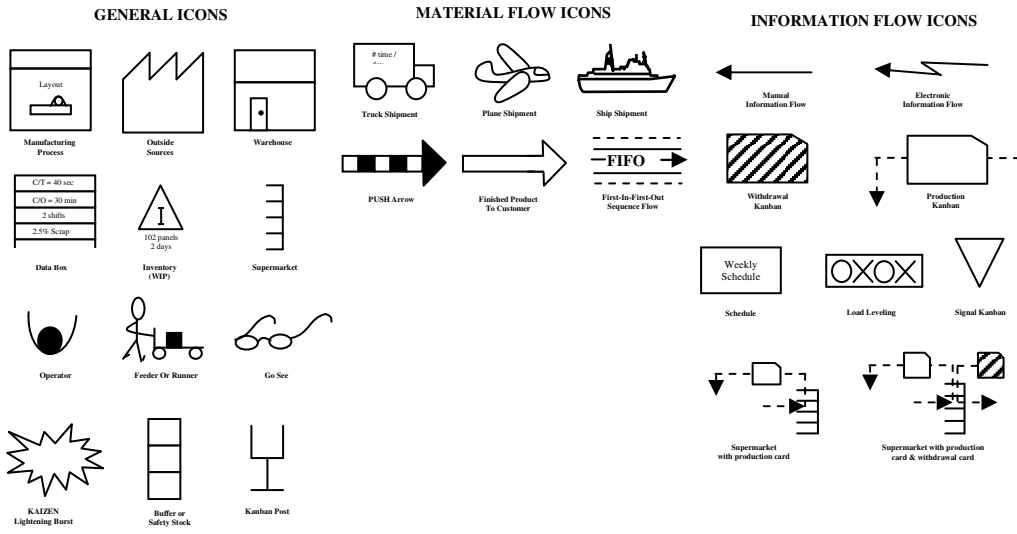 GENERAL ICONS
Layout
Manufacturing
Process
Outside
Sources
Warehouse
C/T = 40 sec
C/O = 30 min
2 shifts
2.5% Scrap
Data Box
I
102 panels
2 days
Inventory
(WIP)
Supermarket
Operator
Feeder Or Runner
Go See
KAIZEN
Lightening Burst
Buffer or
Safety Stock
Kanban Post
MATERIAL FLOW ICONS
# time /
Truck Shipment
Plane Shipment
Ship Shipment
PUSH Arrow
Finished Product
To Customer
FIFO
First-In-First-Out
Sequence Flow
INFORMATION FLOW ICONS
Manual
Information Flow
Electronic
Information Flow
Withdrawal
Kanban
Production
Kanban
Weekly
Schedule
Schedule
OXOX
Load Leveling
Signal Kanban
Supermarket
with production card
Supermarket with production
card & withdrawal card